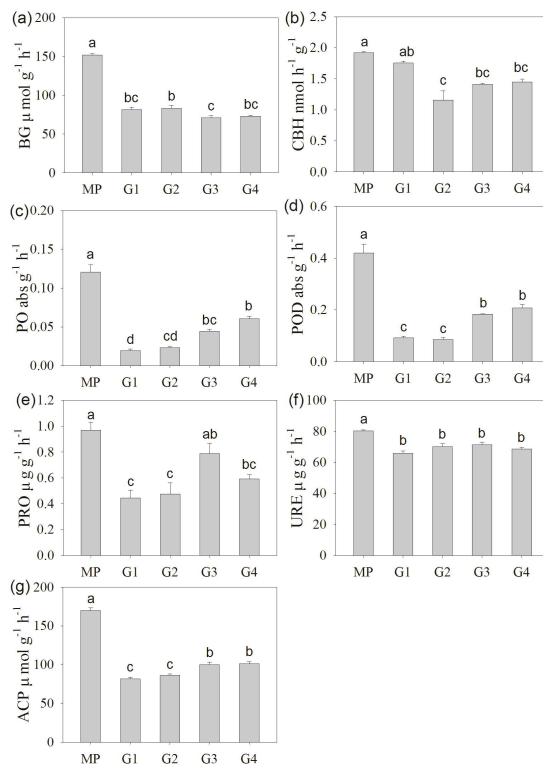 (a)
BG μ mol g⁻¹ h⁻¹
150
100
50
0
a
bc
b
c
bc
MP G1 G2 G3 G4
(b)
CBH nmol h⁻¹ g⁻¹
2.5
2.0
1.5
1.0
0.5
0.0
a
ab
c
bc
bc
MP G1 G2 G3 G4
(c)
PO abs g⁻¹ h⁻¹
0.20
0.15
0.10
0.05
0.00
a
d
cd
bc
b
MP G1 G2 G3 G4
(d)
POD abs g⁻¹ h⁻¹
0.6
0.4
0.2
0.0
a
c
c
b
b
MP G1 G2 G3 G4
(e)
PRO μ g g⁻¹ h⁻¹
1.2
1.0
0.8
0.6
0.4
0.2
0.0
a
c
c
ab
bc
MP G1 G2 G3 G4
(f)
URE μ g g⁻¹ h⁻¹
100
80
60
40
20
0
a
b
b
b
b
MP G1 G2 G3 G4
(g)
ACP μ mol g⁻¹ h⁻¹
200
150
100
50
0
a
c
c
b
b
MP G1 G2 G3 G4